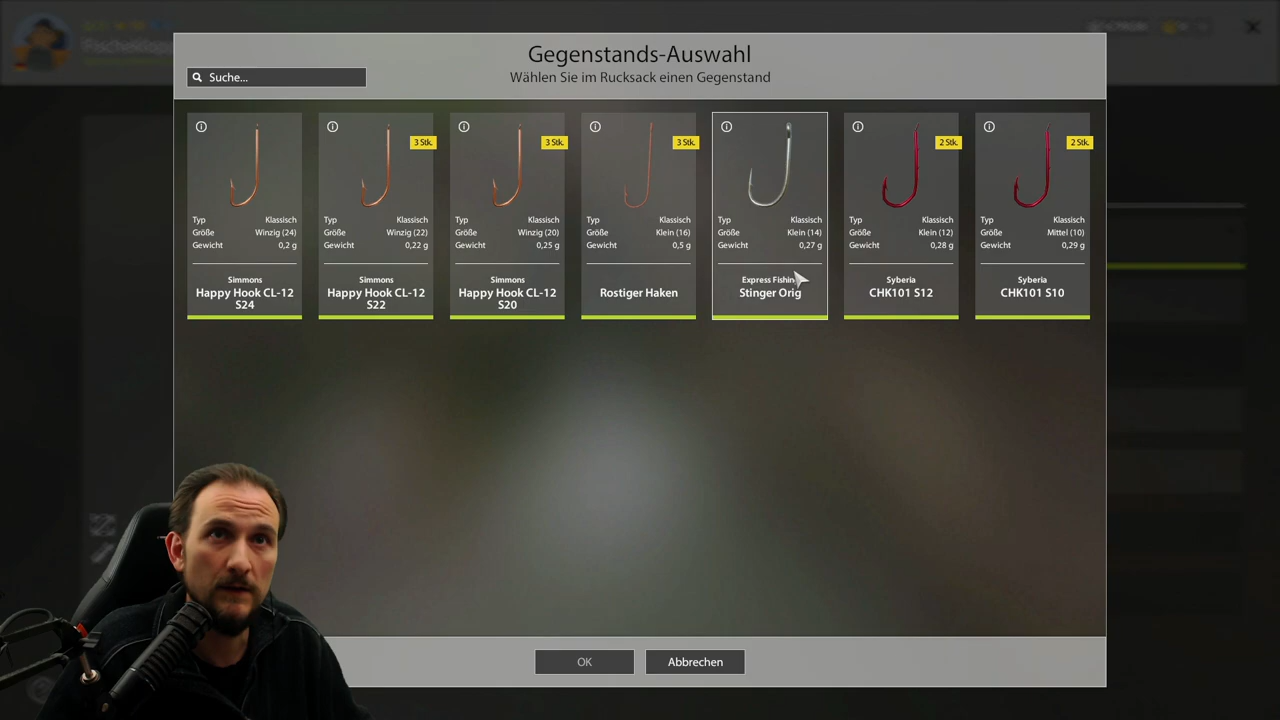 Gegenstands-Auswahl
Wählen Sie im Rucksack einen Gegenstand
Suche...
Typ Klassisch
Größe Winzig (24)
Gewicht 0,2 g
Simmons
Happy Hook CL-12
S24
3 Stk.
Typ Klassisch
Größe Winzig (22)
Gewicht 0,22 g
Simmons
Happy Hook CL-12
S22
3 Stk.
Typ Klassisch
Größe Winzig (20)
Gewicht 0,25 g
Simmons
Happy Hook CL-12
S20
3 Stk.
Typ Klassisch
Größe Klein (16)
Gewicht 0,5 g
Rostiger Haken
Typ Klassisch
Größe Klein (14)
Gewicht 0,27 g
Express Fishing
Stinger Orig
2 Stk.
Typ Klassisch
Größe Klein (12)
Gewicht 0,28 g
Syberia
CHK101 S12
2 Stk.
Typ Klassisch
Größe Mittel (10)
Gewicht 0,29 g
Syberia
CHK101 S10
OK
Abbrechen